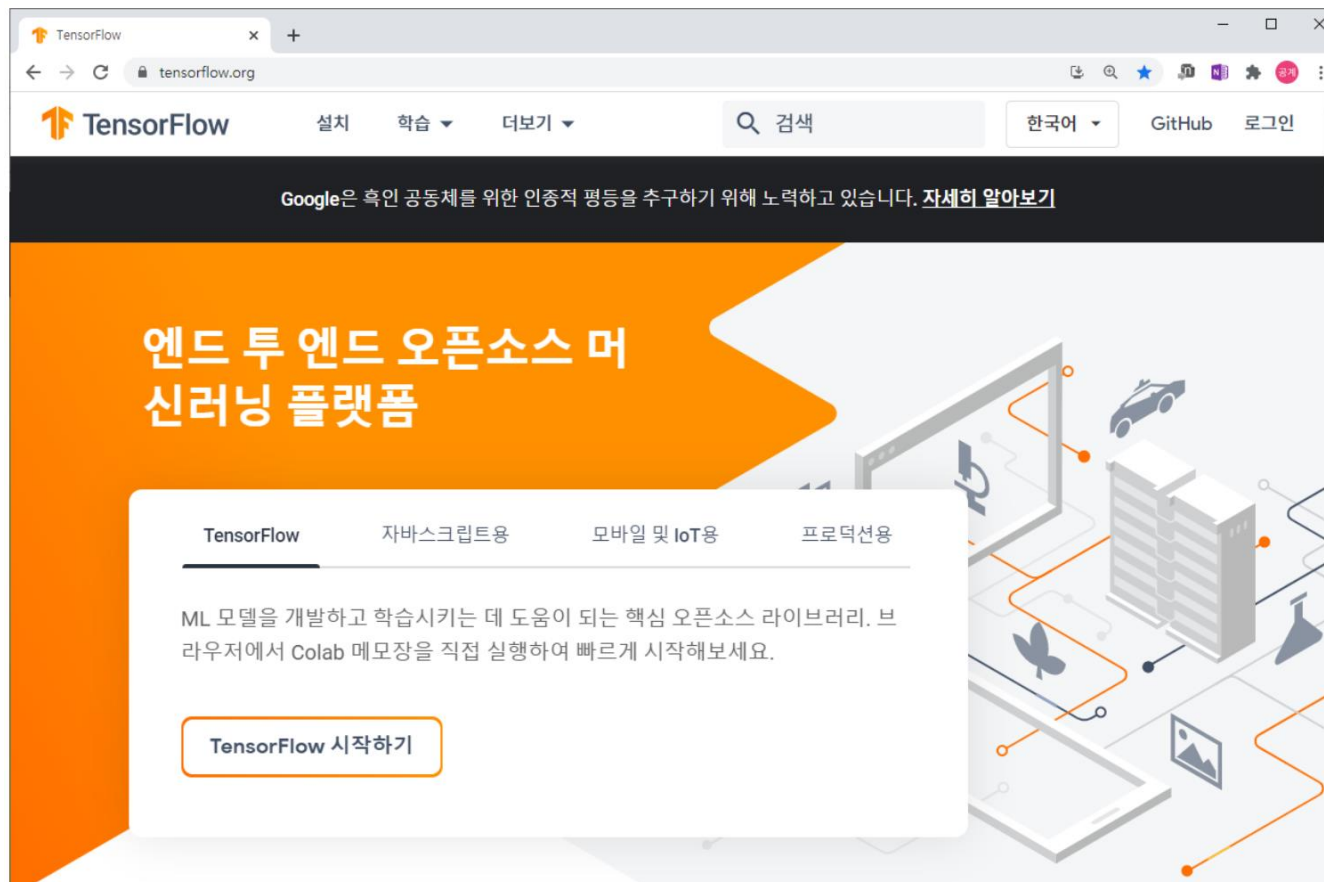 TensorFlow
tensorflow.org
공계
TensorFlow 설치 학습 더보기 검색 한국어 GitHub 로그인
Google은 흑인 공동체를 위한 인종적 평등을 추구하기 위해 노력하고 있습니다. 자세히 알아보기
엔드 투 엔드 오픈소스 머
신러닝 플랫폼
TensorFlow 자바스크립트용 모바일 및 IoT용 프로덕션용
ML 모델을 개발하고 학습시키는 데 도움이 되는 핵심 오픈소스 라이브러리. 브
라우저에서 Colab 메모장을 직접 실행하여 빠르게 시작해보세요.
TensorFlow 시작하기